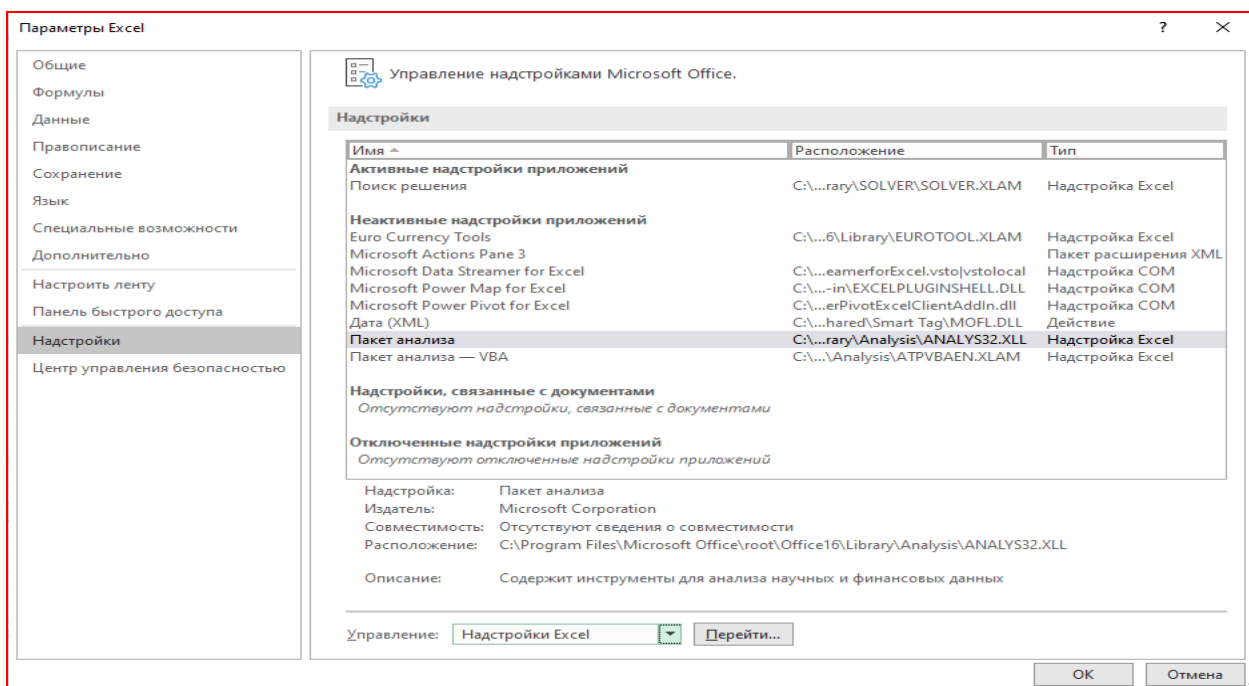 Параметры Excel ? ×
Общие
Формулы
Данные
Правописание
Сохранение
Язык
Специальные возможности
Дополнительно
Настроить ленту
Панель быстрого доступа
Надстройки
Центр управления безопасностью
Управление надстройками Microsoft Office.
Надстройки
Имя Расположение Тип
Активные надстройки приложений
Поиск решения C:\...rary\SOLVER\SOLVER.XLAM Надстройка Excel
Неактивные надстройки приложений
Euro Currency Tools C:\...6\Library\EUROTOOL.XLAM Надстройка Excel
Microsoft Actions Pane 3 Пакет расширения XML
Microsoft Data Streamer for Excel C:\...eamerforExcel.vsto|vstolocal Надстройка COM
Microsoft Power Map for Excel C:\...-in\EXCELPLUGINSHELL.DLL Надстройка COM
Microsoft Power Pivot for Excel C:\...erPivotExcelClientAddIn.dll Надстройка COM
Дата (XML) C:\...hared\Smart Tag\MOFL.DLL Действие
Пакет анализа C:\...rary\Analysis\ANALYS32.XLL Надстройка Excel
Пакет анализа — VBA C:\...\Analysis\ATPVBAEN.XLAM Надстройка Excel
Надстройки, связанные с документами
Отсутствуют надстройки, связанные с документами
Отключенные надстройки приложений
Отсутствуют отключенные надстройки приложений
Надстройка: Пакет анализа
Издатель: Microsoft Corporation
Совместимость: Отсутствуют сведения о совместимости
Расположение: C:\Program Files\Microsoft Office\root\Office16\Library\Analysis\ANALYS32.XLL
Описание: Содержит инструменты для анализа научных и финансовых данных
Управление: Надстройки Excel Перейти...
ОК Отмена